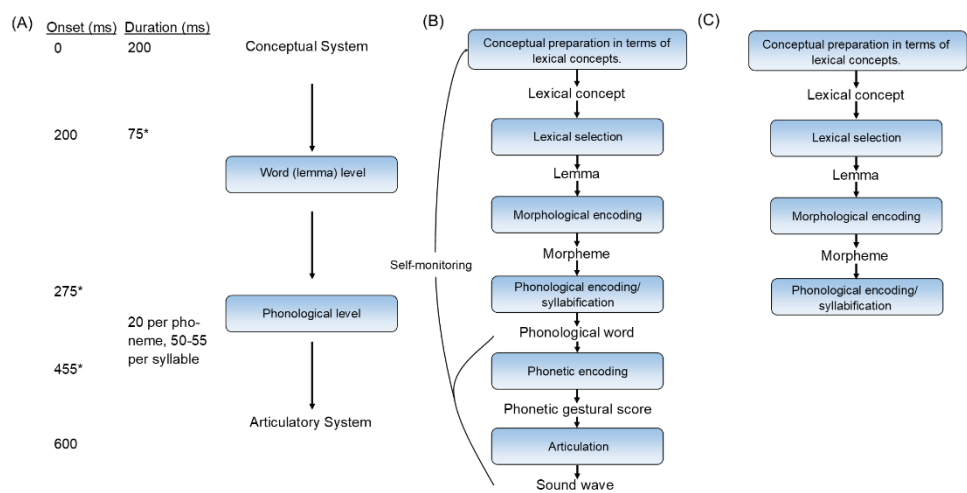 (A)
Onset (ms) Duration (ms)
0 200
Conceptual System
200 75*
Word (lemma) level
275*
Phonological level
20 per pho-
neme, 50-55
per syllable
455*
Articulatory System
600
(B)
Conceptual preparation in terms of
lexical concepts.
Lexical concept
Lexical selection
Lemma
Morphological encoding
Morpheme
Self-monitoring
Phonological encoding/
syllabification
Phonological word
Phonetic encoding
Phonetic gestural score
Articulation
Sound wave
(C)
Conceptual preparation in terms of
lexical concepts.
Lexical concept
Lexical selection
Lemma
Morphological encoding
Morpheme
Phonological encoding/
syllabification